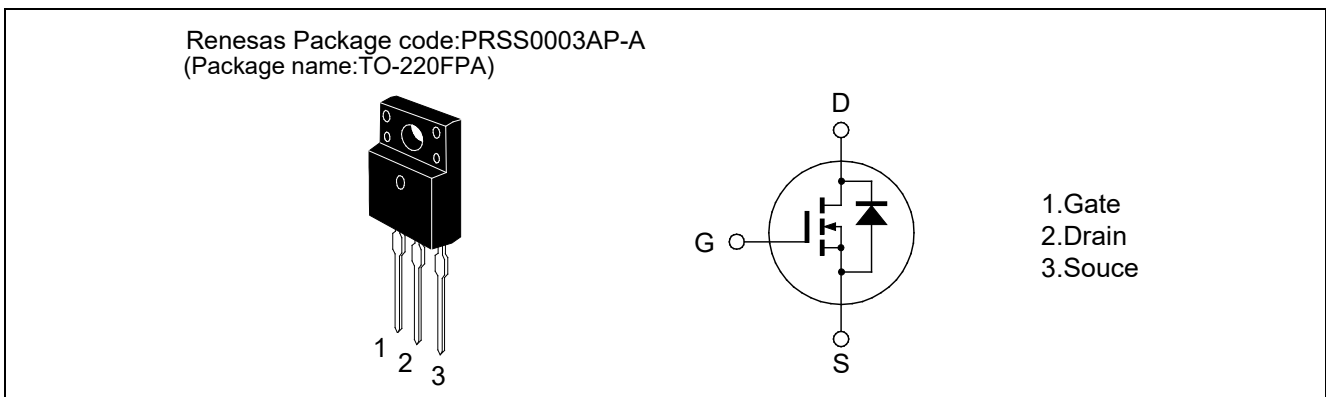 Renesas Package code:PRSS0003AP-A
(Package name:TO-220FPA)
1
2
3
D
G
S
1.Gate
2.Drain
3.Souce